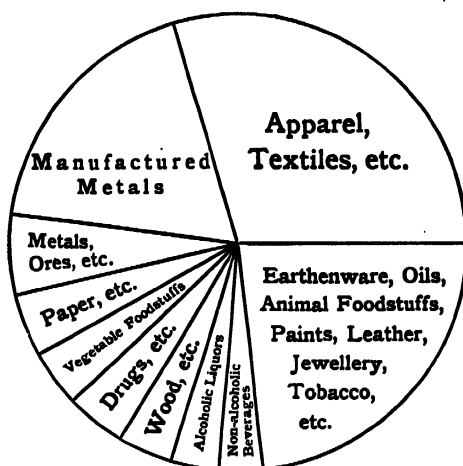 Apparel,
Textiles, etc.
Manufactured
Metals
Metals,
Ores, etc.
Paper, etc.
Vegetable Foodstuffs
Drugs, etc.
Wood, etc.
Alcoholic Liquors
Non-alcoholic
Beverages
Earthenware, Oils,
Animal Foodstuffs,
Paints, Leather,
Jewellery,
Tobacco,
etc.